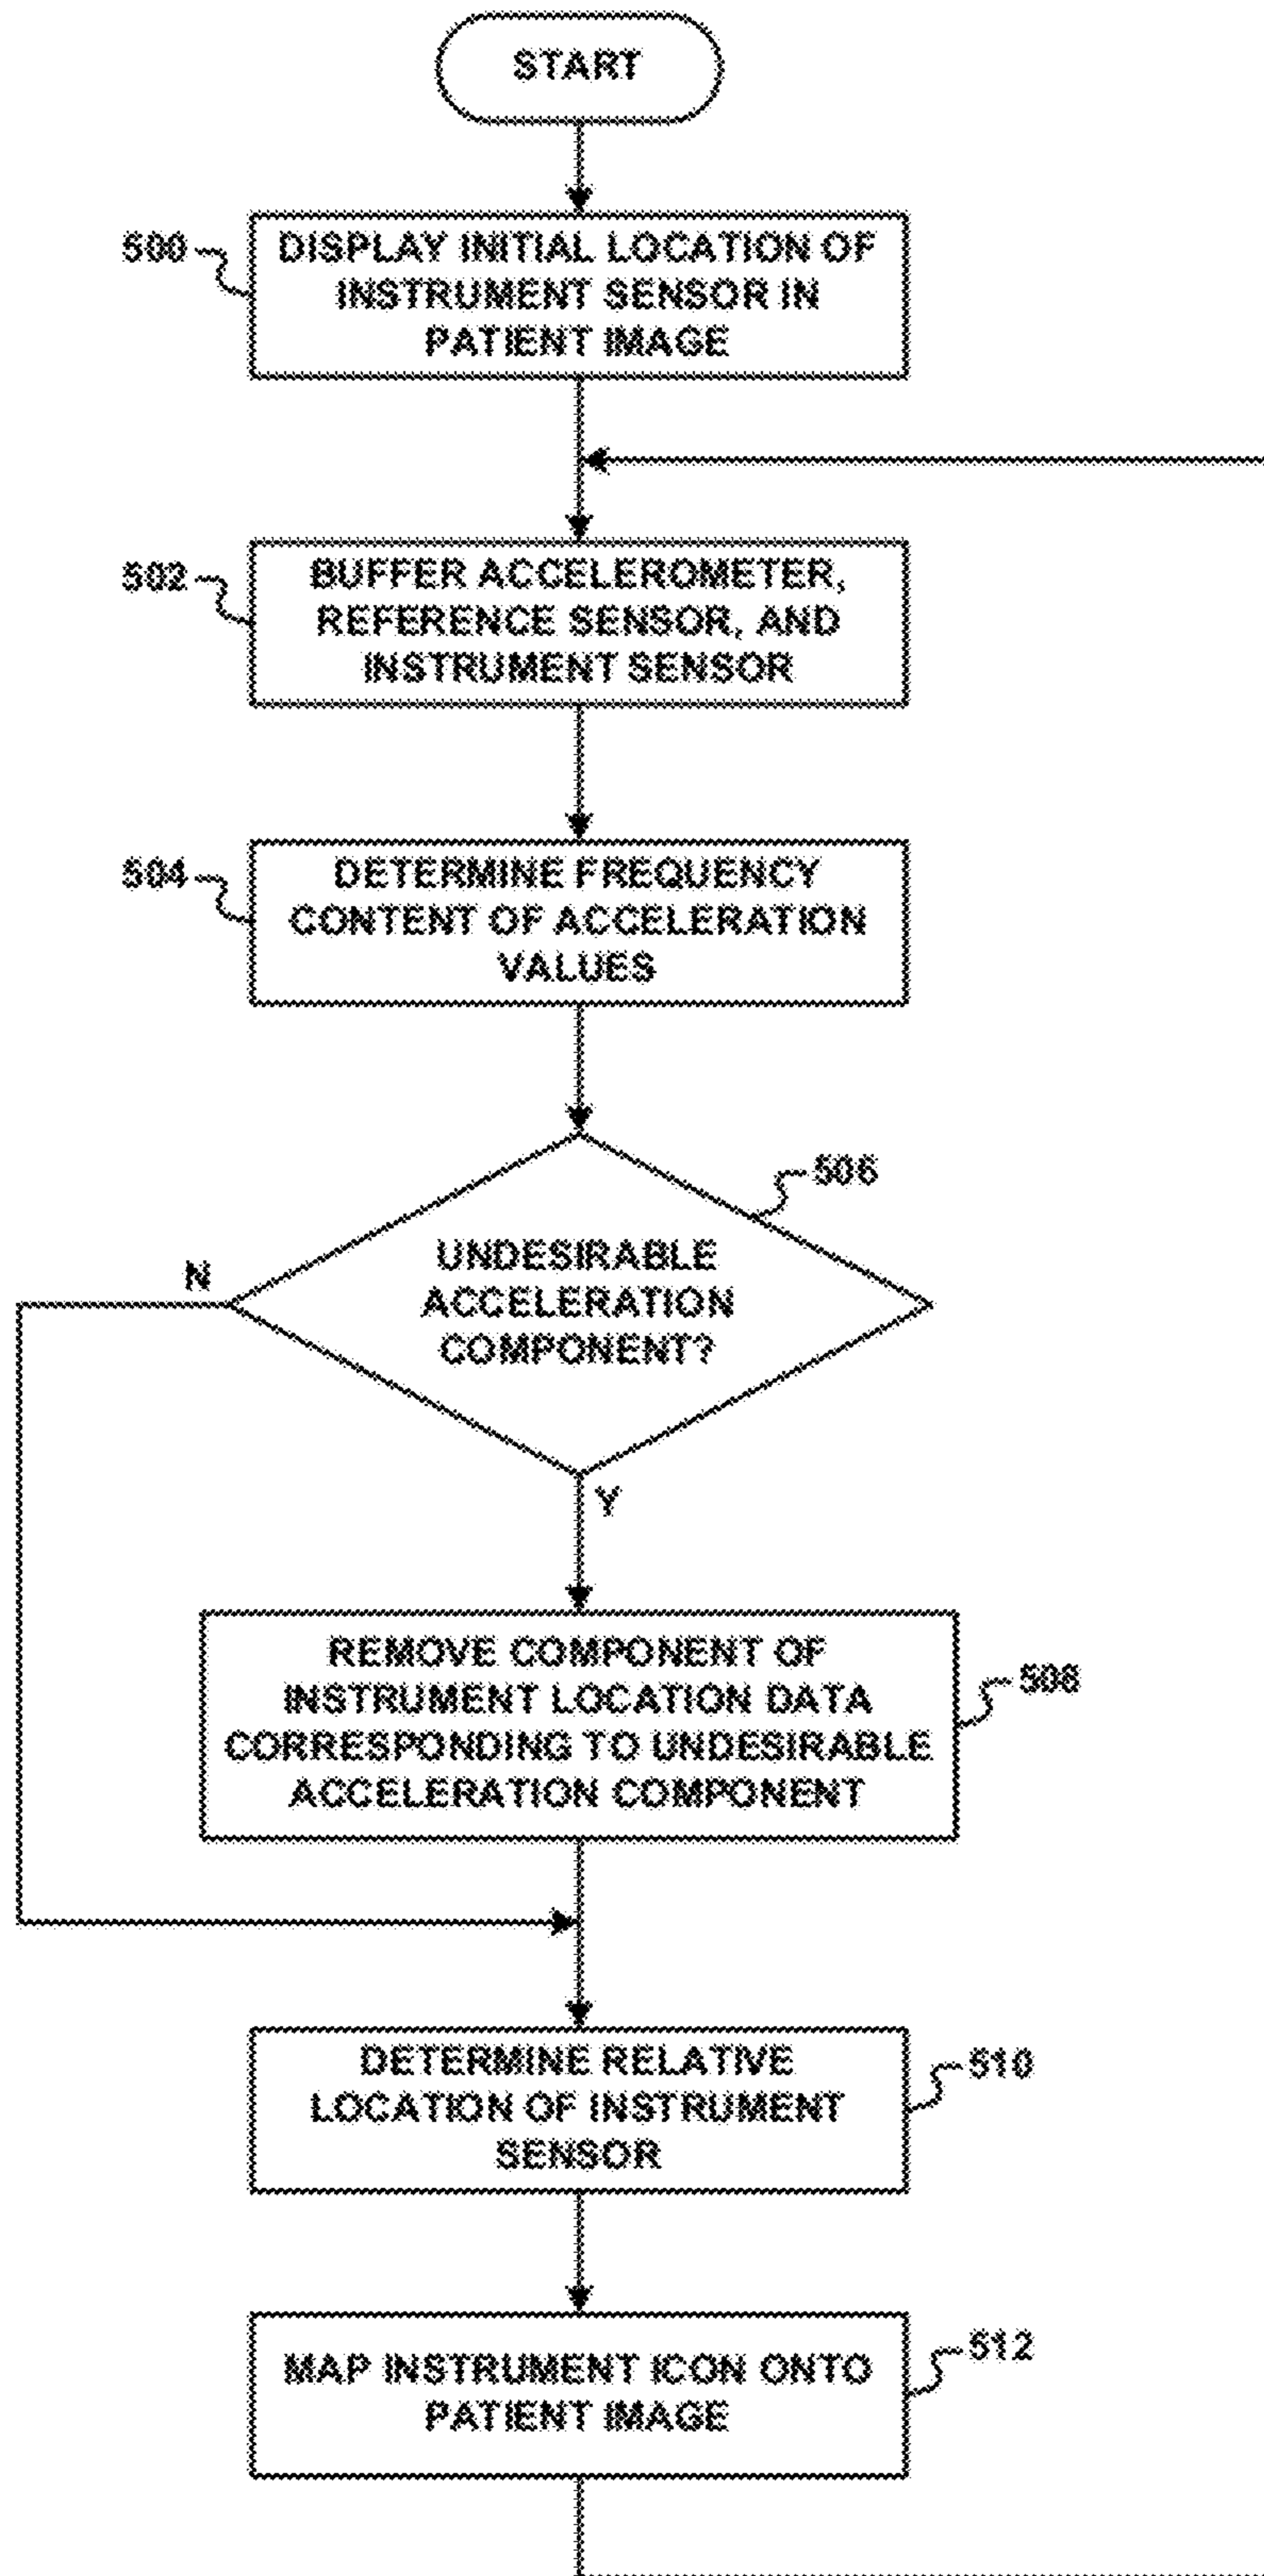 START
500
DISPLAY INITIAL LOCATION OF
INSTRUMENT SENSOR IN
PATIENT IMAGE
502
BUFFER ACCELEROMETER,
REFERENCE SENSOR, AND
INSTRUMENT SENSOR
504
DETERMINE FREQUENCY
CONTENT OF ACCELERATION
VALUES
506
UNDESIRABLE
ACCELERATION
COMPONENT?
N
Y
REMOVE COMPONENT OF
INSTRUMENT LOCATION DATA
CORRESPONDING TO UNDESIRABLE
ACCELERATION COMPONENT
508
DETERMINE RELATIVE
LOCATION OF INSTRUMENT
SENSOR
510
MAP INSTRUMENT ICON ONTO
PATIENT IMAGE
512